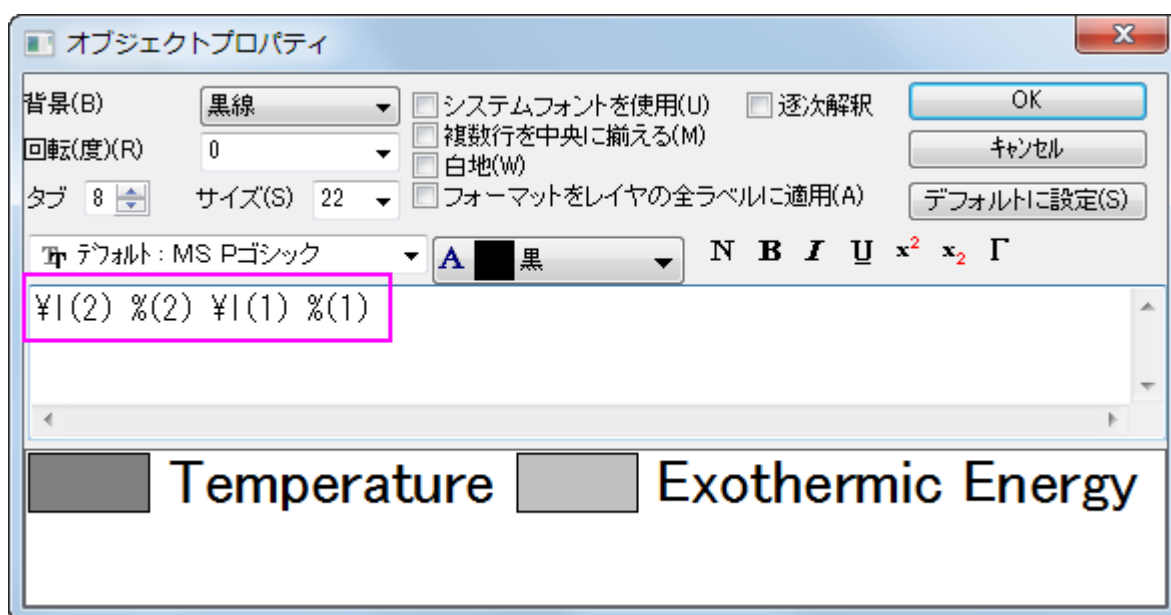 オブジェクトプロパティ
背景(B) 黒線 システムフォントを使用(U) 逐次解釈 OK
複数行を中央に揃える(M)
回転(度)(R) 0 白地(W) キャンセル
タブ 8 サイズ(S) 22 フォーマットをレイヤの全ラベルに適用(A) デフォルトに設定(S)
デフォルト : MS Pゴシック A 黒 N B I U x² x₂ Γ
¥l(2) %(2) ¥l(1) %(1)
Temperature Exothermic Energy